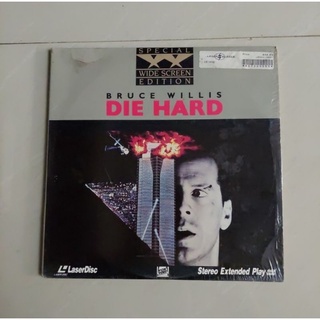 SPECIAL
WIDE SCREEN
EDITION
BRUCE WILLIS
DIE HARD
LaserDisc
Stereo Extended Play